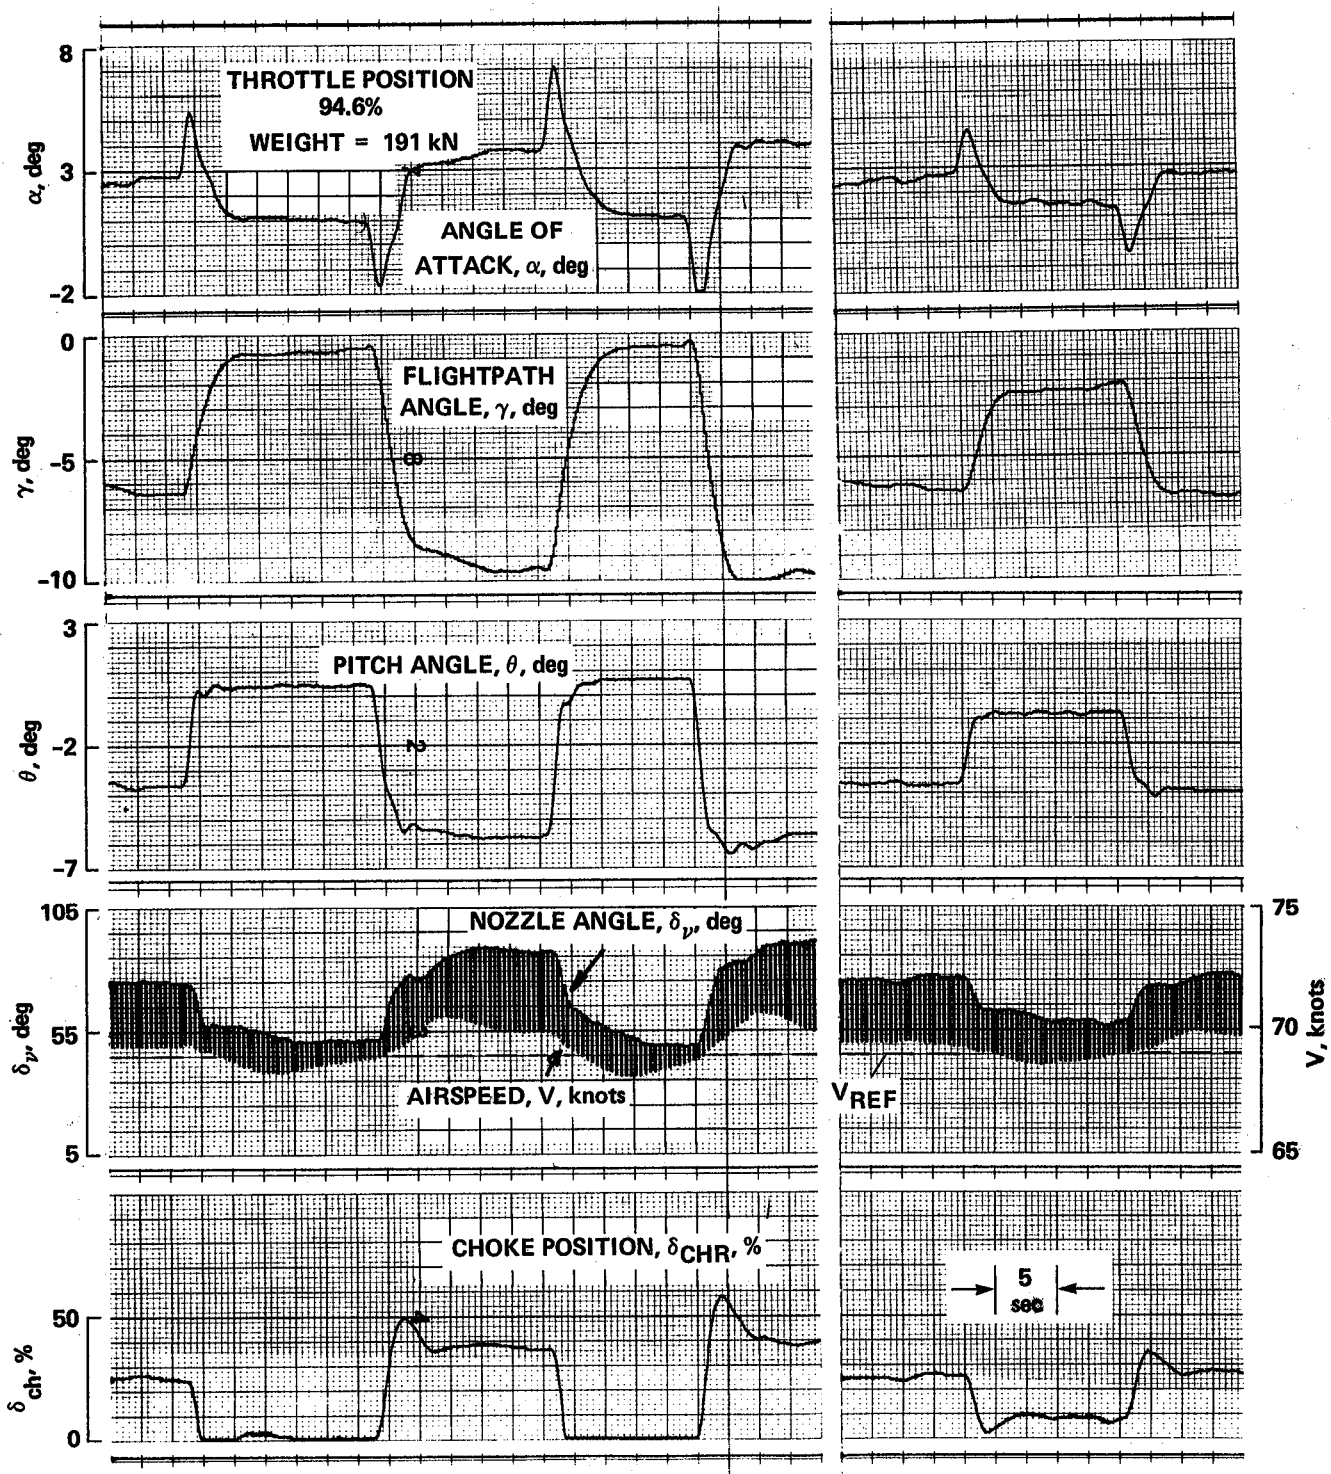 8
3
-2
α, deg
THROTTLE POSITION
94.6%
WEIGHT = 191 kN
ANGLE OF
ATTACK, α, deg
0
-5
-10
γ, deg
FLIGHTPATH
ANGLE, γ, deg
8
3
-2
-7
θ, deg
PITCH ANGLE, θ, deg
2
105
55
5
δν, deg
NOZZLE ANGLE, δν, deg
AIRSPEED, V, knots
VREF
75
70
65
V, knots
50
0
δch, %
CHOKE POSITION, δCHR, %
5
sec